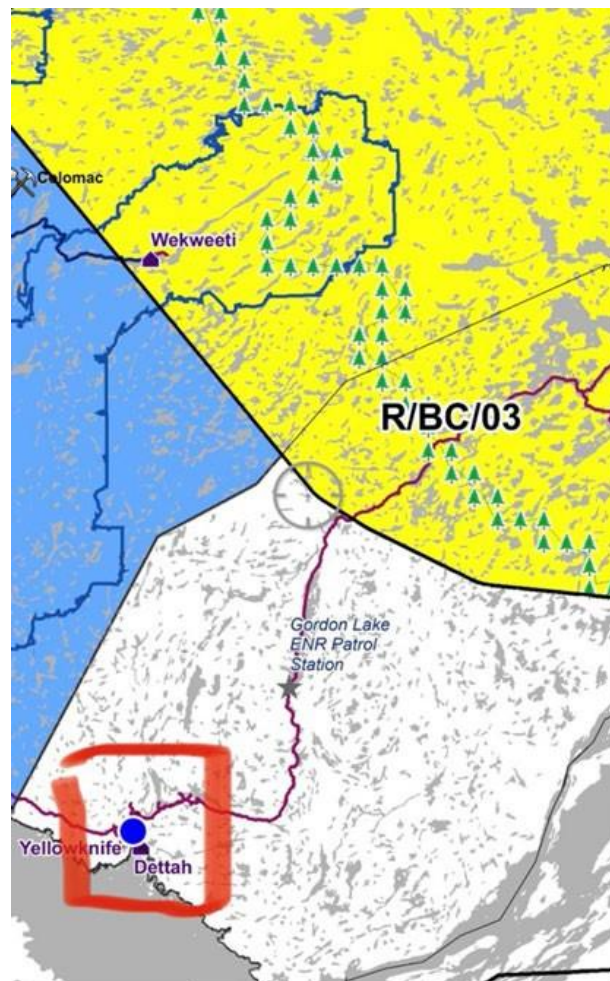 Colomac
Wekweeti
R/BC/03
Gordon Lake
ENR Patrol
Station
Yellowknife
Dettah